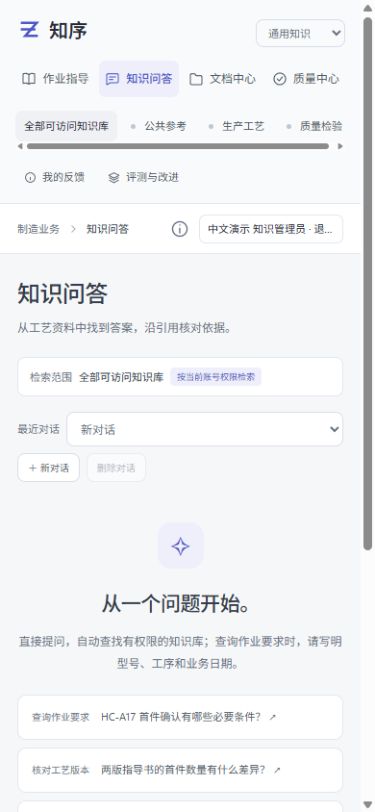 知序
通用知识
作业指导 知识问答 文档中心 质量中心
全部可访问知识库 公共参考 生产工艺 质量检验
我的反馈 评测与改进
制造业务 > 知识问答 中文演示 知识管理员 · 退...
知识问答
从工艺资料中找到答案，沿引用核对依据。
检索范围 全部可访问知识库 按当前账号权限检索
最近对话 新对话
+ 新对话 删除对话
从一个问题开始。
直接提问，自动查找有权限的知识库；查询作业要求时，请写明
型号、工序和业务日期。
查询作业要求 HC-A17 首件确认有哪些必要条件？ ↗
核对工艺版本 两版指导书的首件数量有什么差异？ ↗